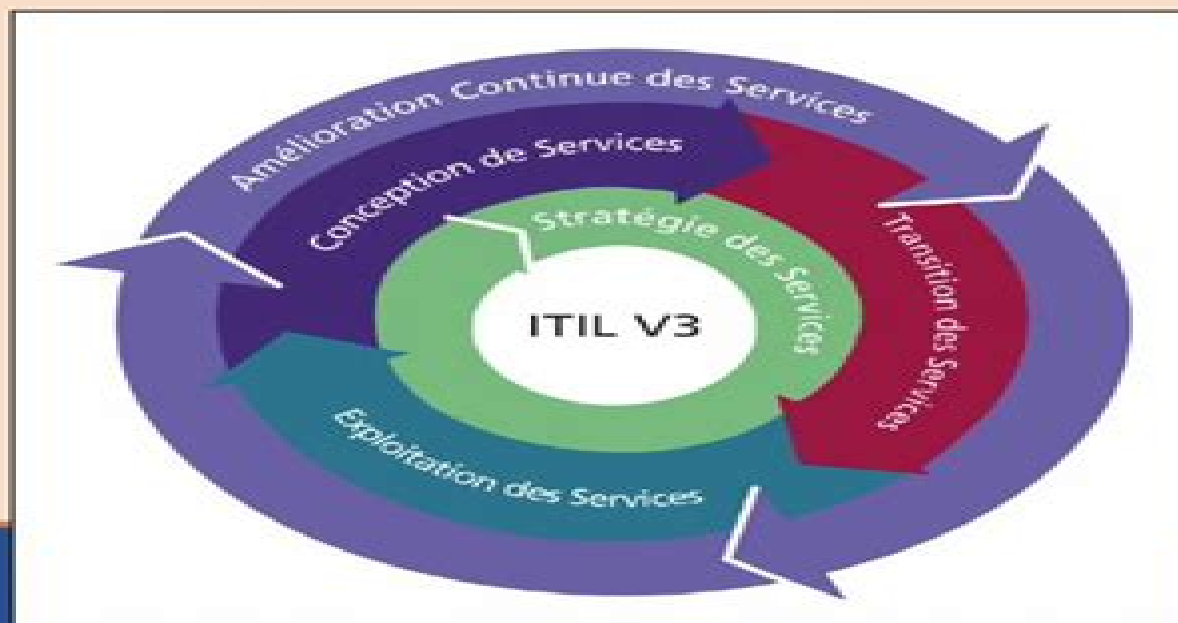 Amélioration Continue des Services
Conception de Services
Stratégie des Services
Transition des Services
ITIL V3
Exploitation des Services